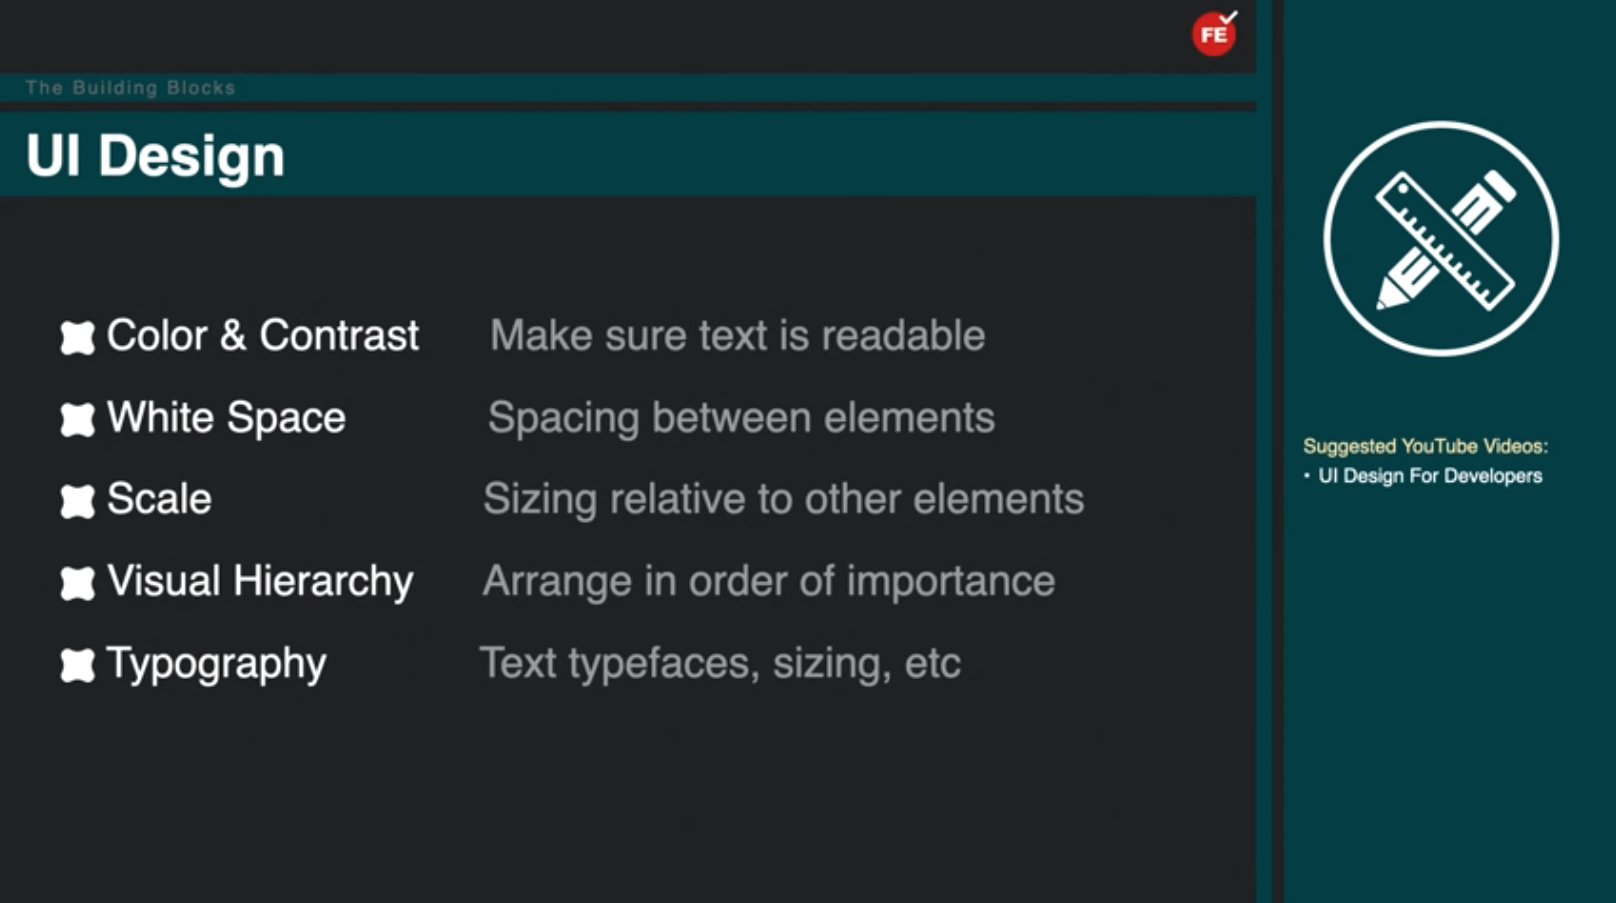 FE
The Building Blocks
UI Design
Color & Contrast Make sure text is readable
White Space Spacing between elements
Scale Sizing relative to other elements
Visual Hierarchy Arrange in order of importance
Typography Text typefaces, sizing, etc
Suggested YouTube Videos:
• UI Design For Developers